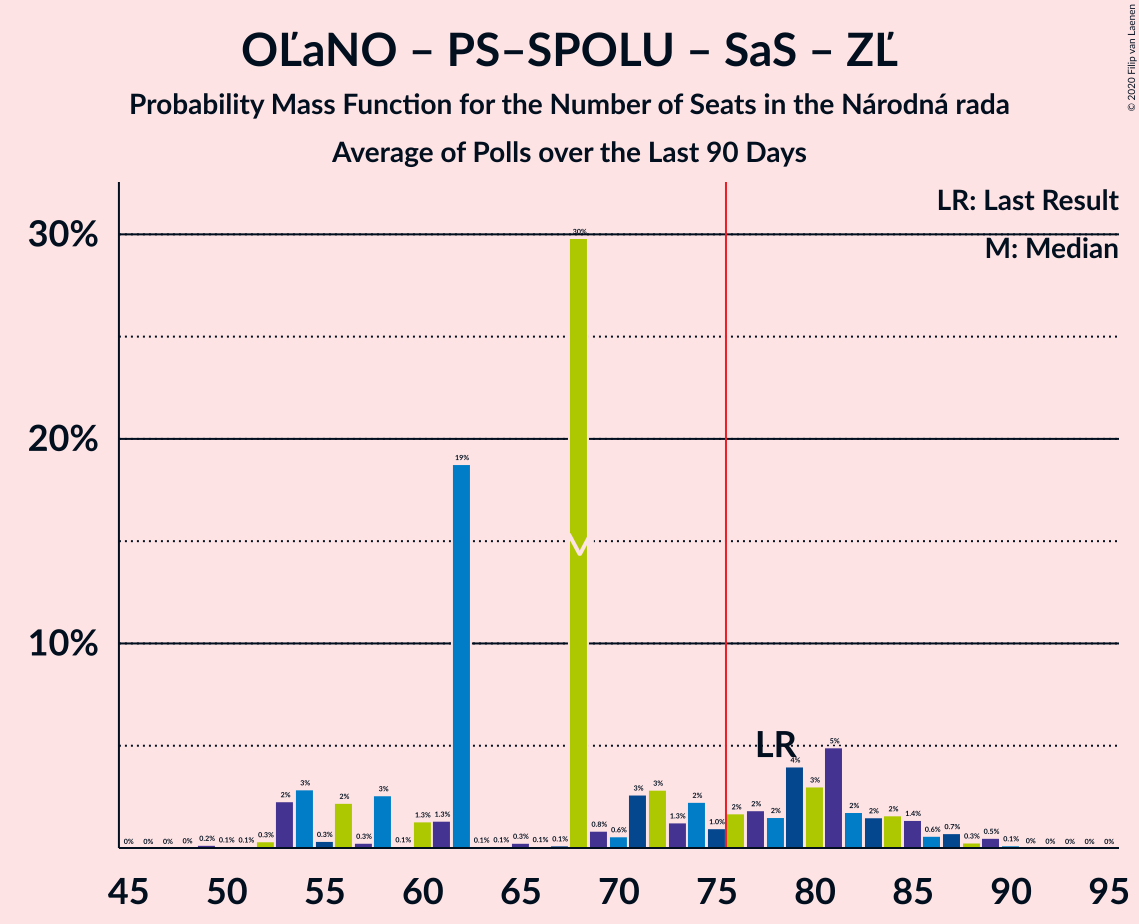 OĽaNO – PS–SPOLU – SaS – ZĽ
Probability Mass Function for the Number of Seats in the Národná rada
Average of Polls over the Last 90 Days
© 2020 Filip van Laenen
LR: Last Result
M: Median
30%
20%
10%
0% 0% 0% 0% 0.2% 0.1% 0.1% 0.3% 2% 3% 0.3% 2% 0.3% 3% 0.1% 1.3% 1.3% 19% 0.1% 0.1% 0.3% 0.1% 0.1% 30% 0.8% 0.6% 3% 3% 1.3% 2% 1.0% 2% 2% 2% 4% 3% 5% 2% 2% 2% 1.4% 0.6% 0.7% 0.3% 0.5% 0.1% 0% 0% 0% 0% 0%
M
LR
45 50 55 60 65 70 75 80 85 90 95